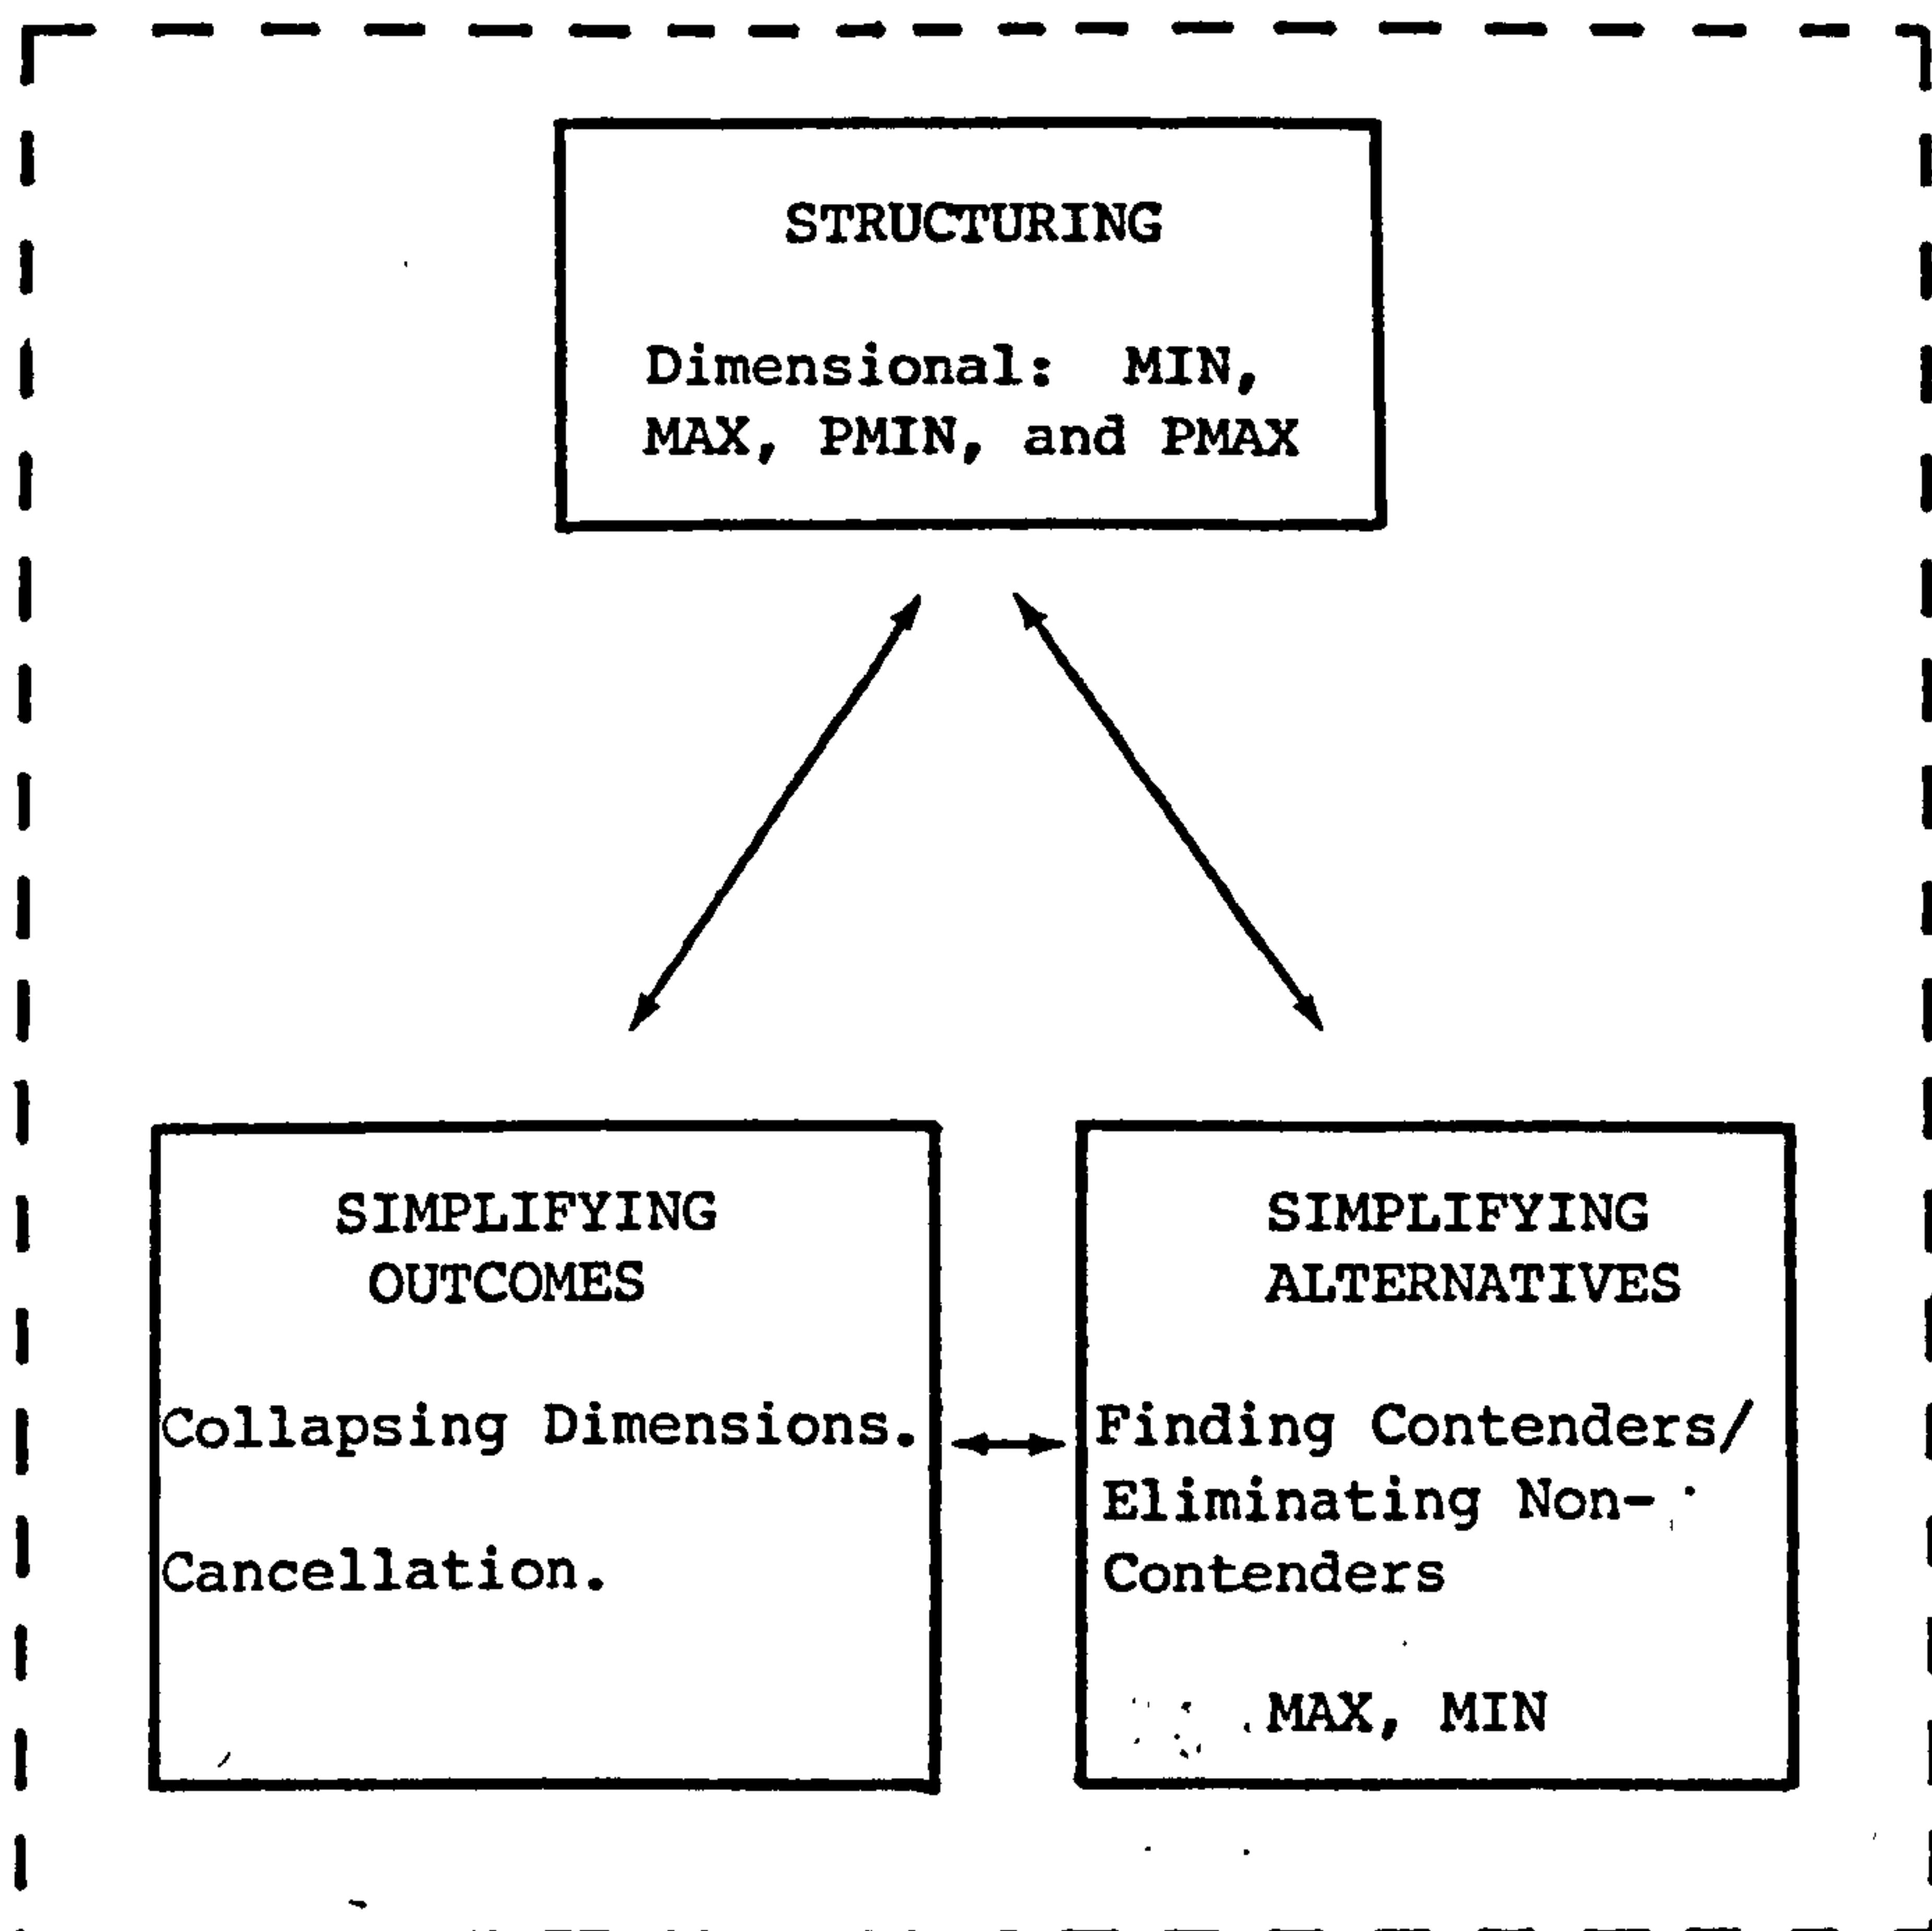 STRUCTURING
Dimensional: MIN,
MAX, PMIN, and PMAX
SIMPLIFYING
OUTCOMES
Collapsing Dimensions.
Cancellation.
SIMPLIFYING
ALTERNATIVES
Finding Contenders/
Eliminating Non-
Contenders
MAX, MIN